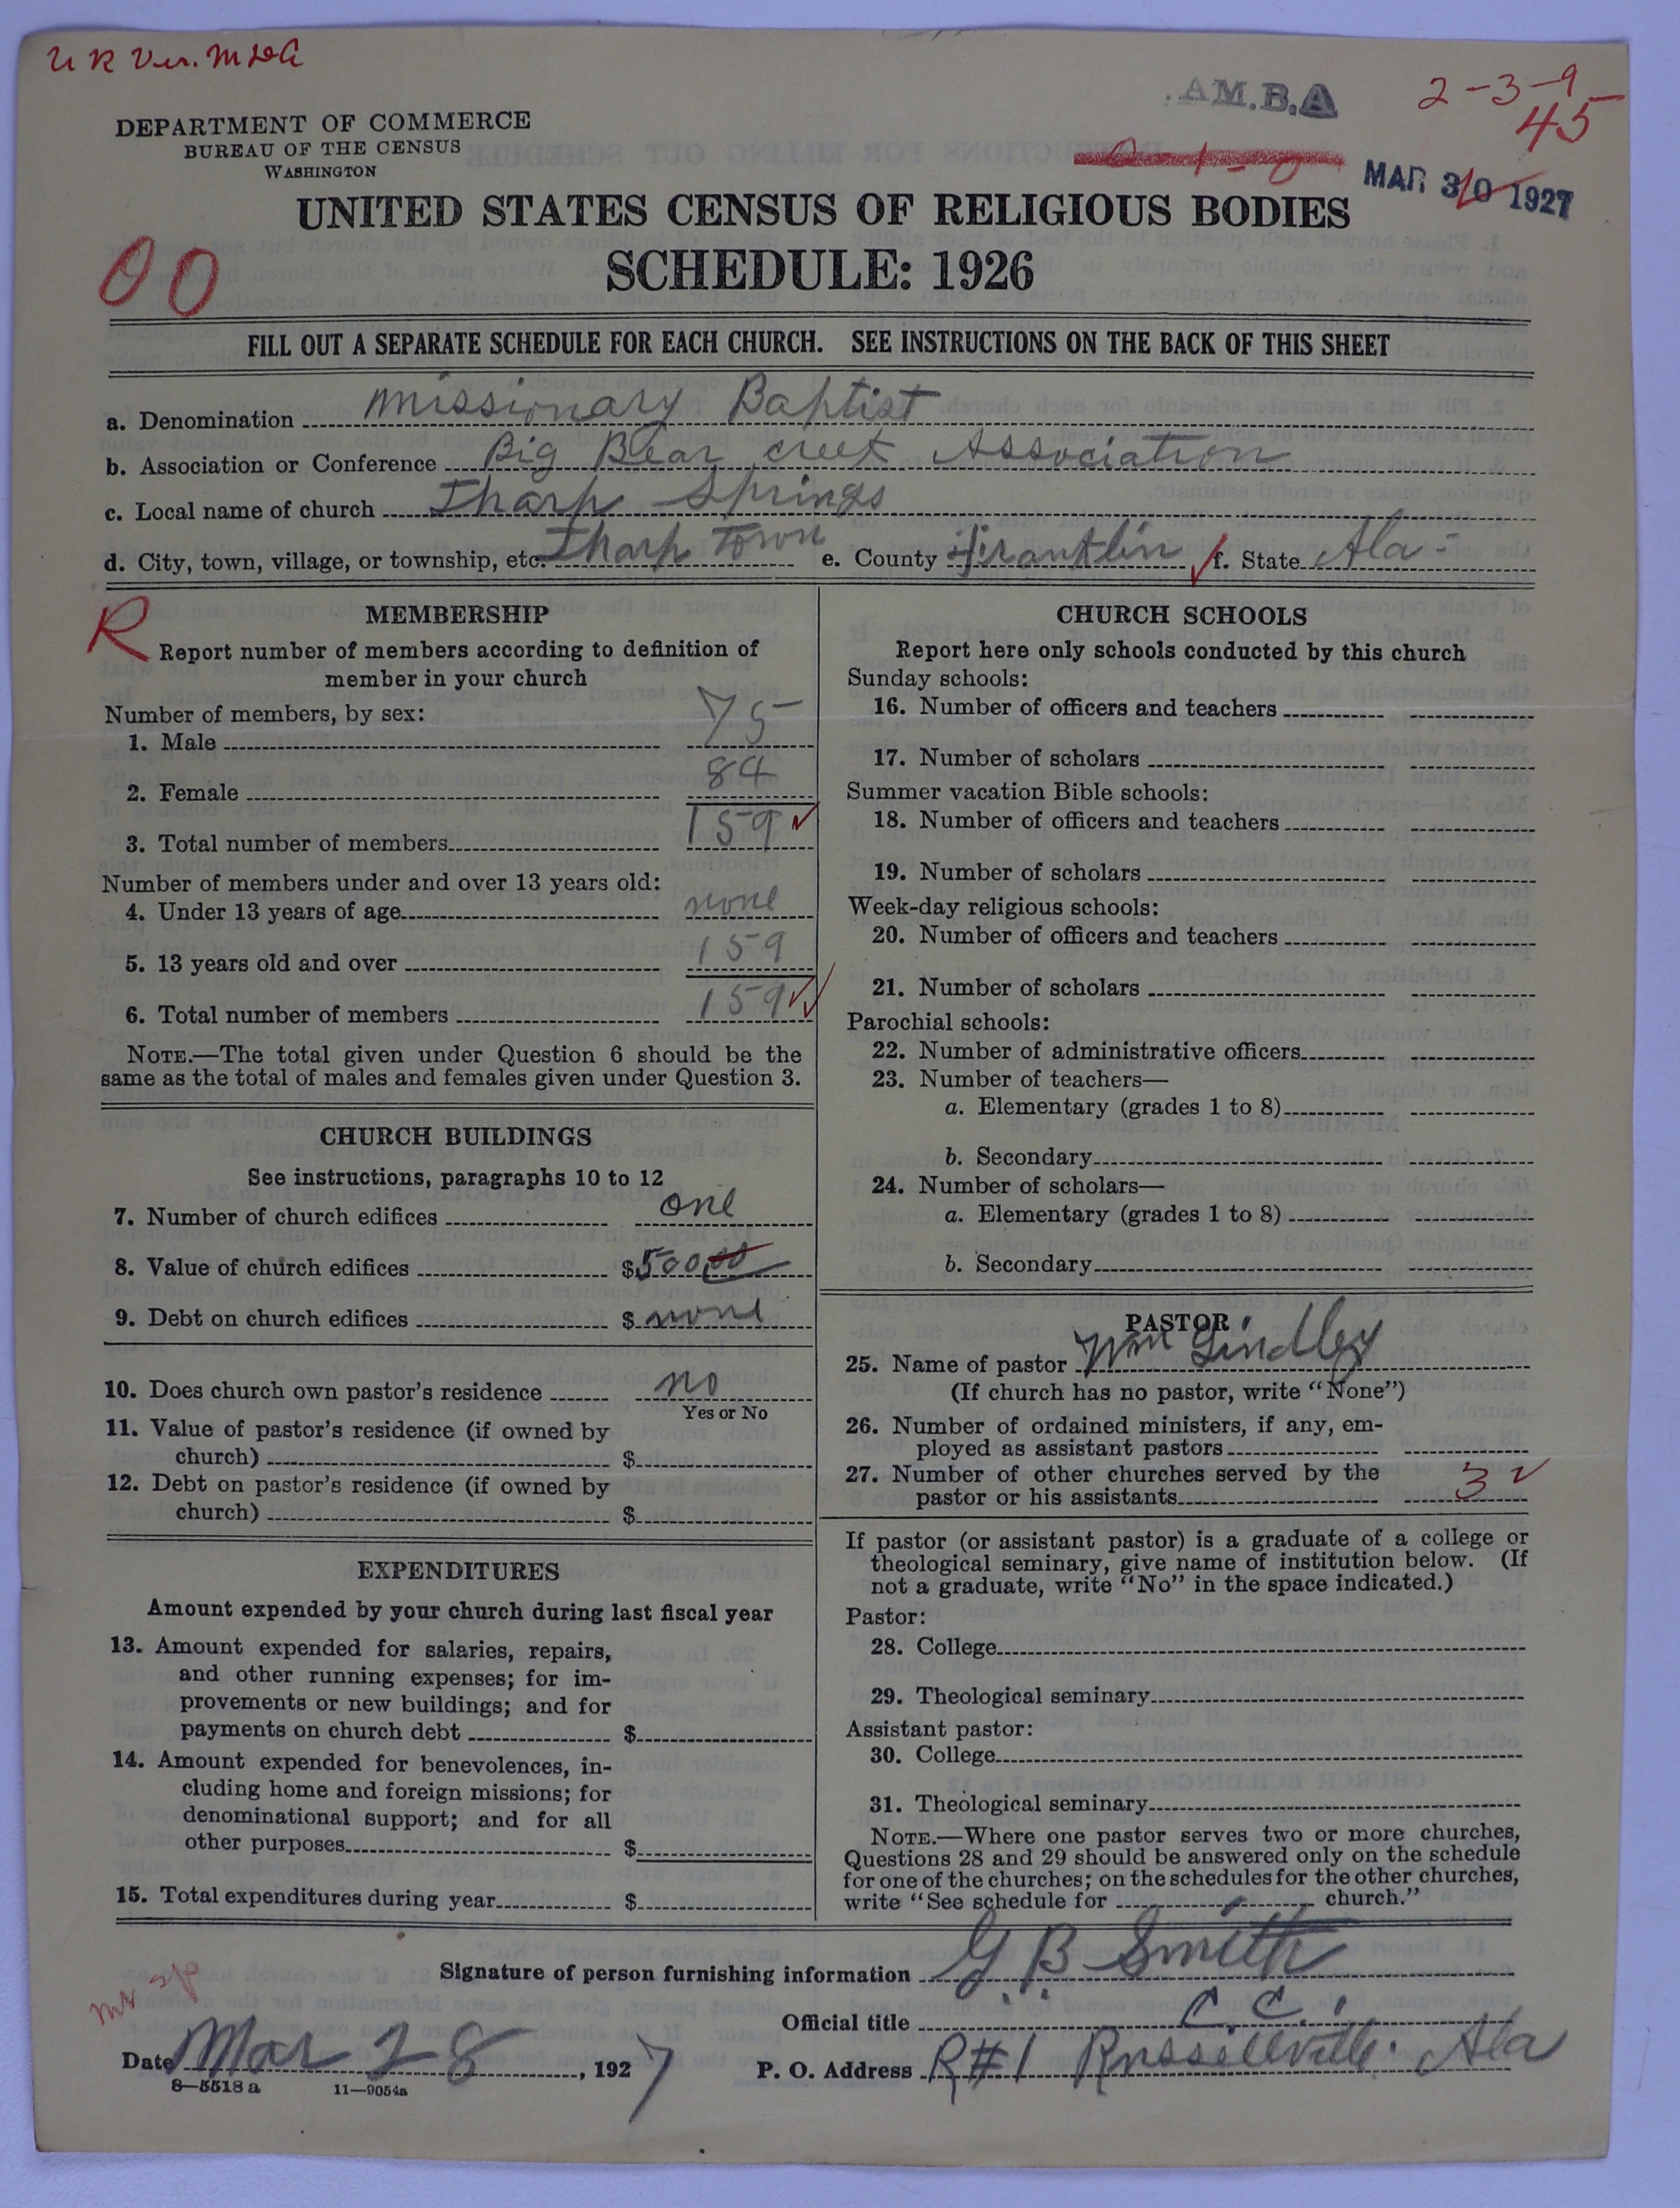 U R Ver. M
A.M.B.A
2-3-9
45
MAR 30 1927
DEPARTMENT OF COMMERCE
BUREAU OF THE CENSUS
WASHINGTON
UNITED STATES CENSUS OF RELIGIOUS BODIES
SCHEDULE: 1926
00
FILL OUT A SEPARATE SCHEDULE FOR EACH CHURCH. SEE INSTRUCTIONS ON THE BACK OF THIS SHEET
a. Denomination Missionary Baptist
b. Association or Conference Big Bear creek Association
c. Local name of church Tharp Springs
d. City, town, village, or township, etc. Tharp Town e. County Franklin f. State Ala-
R
MEMBERSHIP
Report number of members according to definition of
member in your church
Number of members, by sex:
1. Male 75
2. Female 84
3. Total number of members 159
Number of members under and over 13 years old:
4. Under 13 years of age none
5. 13 years old and over 159
6. Total number of members 159
NOTE.—The total given under Question 6 should be the
same as the total of males and females given under Question 3.
CHURCH BUILDINGS
See instructions, paragraphs 10 to 12
7. Number of church edifices one
8. Value of church edifices $500.00
9. Debt on church edifices $ none
10. Does church own pastor's residence no
Yes or No
11. Value of pastor's residence (if owned by
church) $
12. Debt on pastor's residence (if owned by
church) $
EXPENDITURES
Amount expended by your church during last fiscal year
13. Amount expended for salaries, repairs,
and other running expenses; for im-
provements or new buildings; and for
payments on church debt $
14. Amount expended for benevolences, in-
cluding home and foreign missions; for
denominational support; and for all
other purposes $
15. Total expenditures during year $
CHURCH SCHOOLS
Report here only schools conducted by this church
Sunday schools:
16. Number of officers and teachers
17. Number of scholars
Summer vacation Bible schools:
18. Number of officers and teachers
19. Number of scholars
Week-day religious schools:
20. Number of officers and teachers
21. Number of scholars
Parochial schools:
22. Number of administrative officers
23. Number of teachers—
a. Elementary (grades 1 to 8)
b. Secondary
24. Number of scholars—
a. Elementary (grades 1 to 8)
b. Secondary
PASTOR
25. Name of pastor Wm Lindley
(If church has no pastor, write "None")
26. Number of ordained ministers, if any, em-
ployed as assistant pastors
27. Number of other churches served by the
pastor or his assistants 3
If pastor (or assistant pastor) is a graduate of a college or
theological seminary, give name of institution below. (If
not a graduate, write "No" in the space indicated.)
Pastor:
28. College
29. Theological seminary
Assistant pastor:
30. College
31. Theological seminary
NOTE.—Where one pastor serves two or more churches,
Questions 28 and 29 should be answered only on the schedule
for one of the churches; on the schedules for the other churches,
write "See schedule for church."
Signature of person furnishing information G. B. Smith
Official title C.C.
Date Mar 28, 1927 P. O. Address R#1 Russellville. Ala
8—5518a 11—9054a